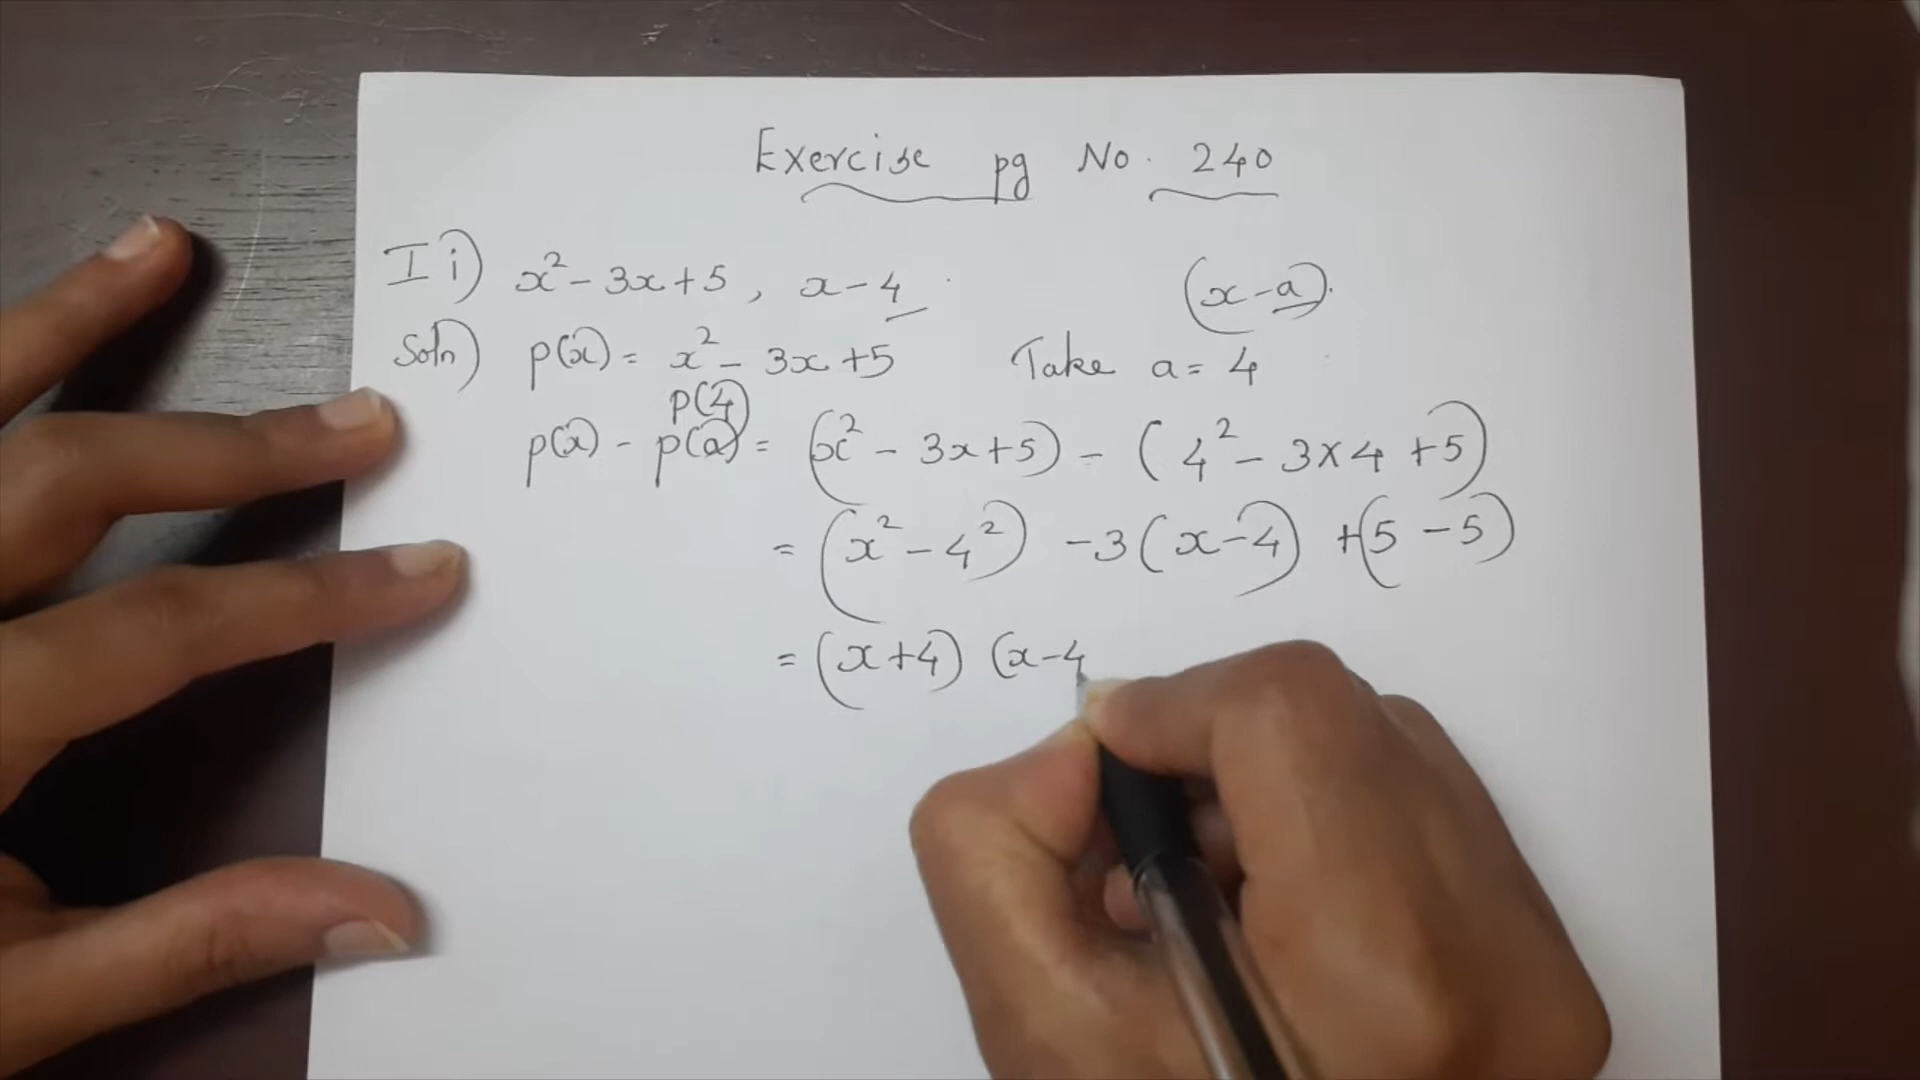 Exercise pg No. 240
I i) x² - 3x + 5 , x - 4 (x - a).
Soln) p(x) = x² - 3x + 5 Take a = 4
p(4)
p(x) - p(a) = (x² - 3x + 5) - (4² - 3 × 4 + 5)
= (x² - 4²) - 3 (x - 4) + (5 - 5)
= (x + 4) (x - 4